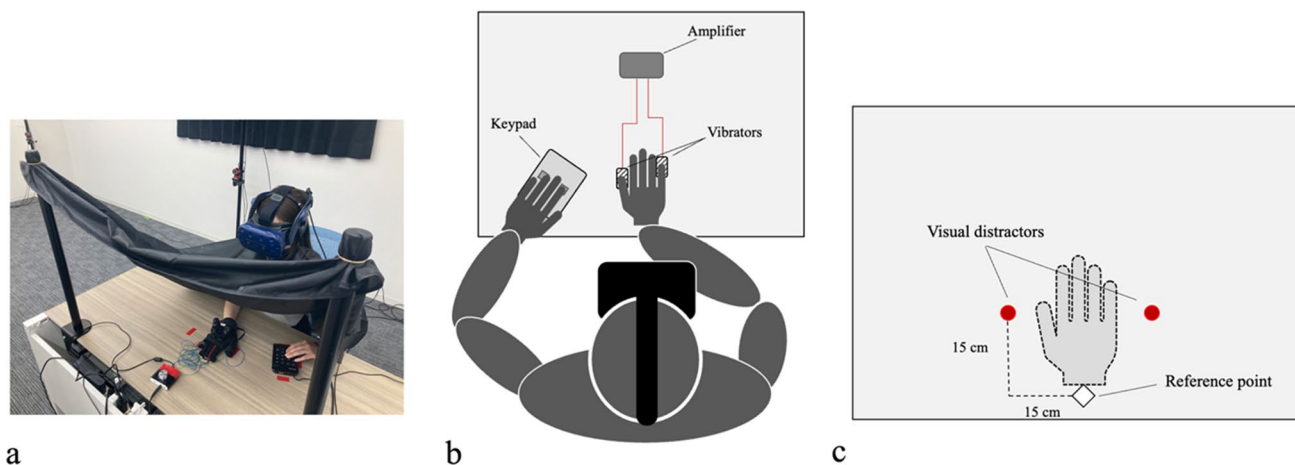 Amplifier
Keypad
Vibrators
Visual distractors
15 cm
Reference point
15 cm
a
b
c